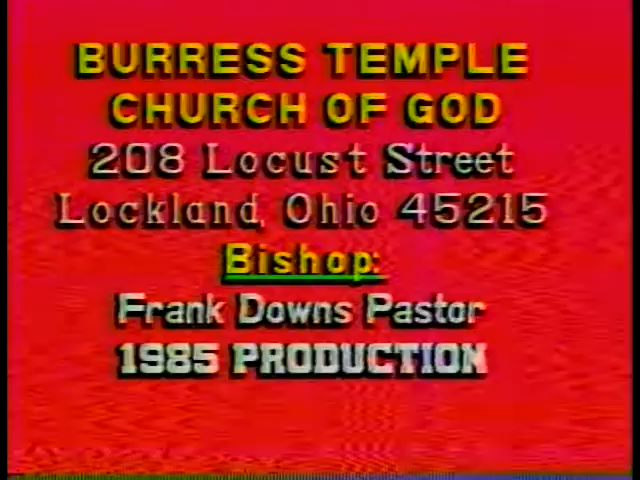 BURRESS TEMPLE
CHURCH OF GOD
208 Locust Street
Lockland, Ohio 45215
Bishop:
Frank Downs Pastor
1985 PRODUCTION